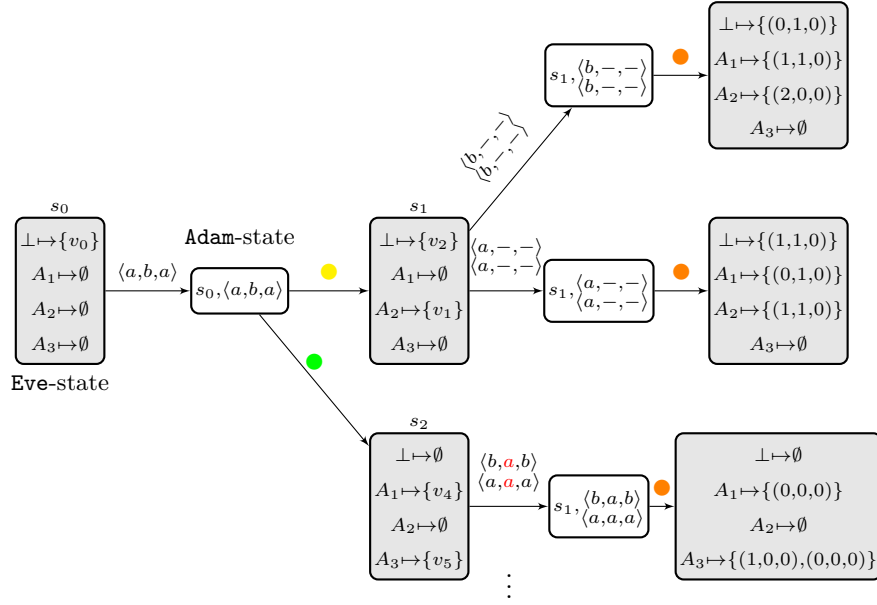 s₀
⊥↦{v₀}
A₁↦∅
A₂↦∅
A₃↦∅
Eve-state
⟨a,b,a⟩
Adam-state
s₀,⟨a,b,a⟩
s₁
⊥↦{v₂}
A₁↦∅
A₂↦{v₁}
A₃↦∅
⟨b,−,−⟩
⟨b,−,−⟩
s₁,⟨b,−,−⟩
⟨b,−,−⟩
⊥↦{(0,1,0)}
A₁↦{(1,1,0)}
A₂↦{(2,0,0)}
A₃↦∅
⟨a,−,−⟩
⟨a,−,−⟩
s₁,⟨a,−,−⟩
⟨a,−,−⟩
⊥↦{(1,1,0)}
A₁↦{(0,1,0)}
A₂↦{(1,1,0)}
A₃↦∅
s₂
⊥↦∅
A₁↦{v₄}
A₂↦∅
A₃↦{v₅}
⟨b,a,b⟩
⟨a,a,a⟩
s₁,⟨b,a,b⟩
⟨a,a,a⟩
⊥↦∅
A₁↦{(0,0,0)}
A₂↦∅
A₃↦{(1,0,0),(0,0,0)}
⋮